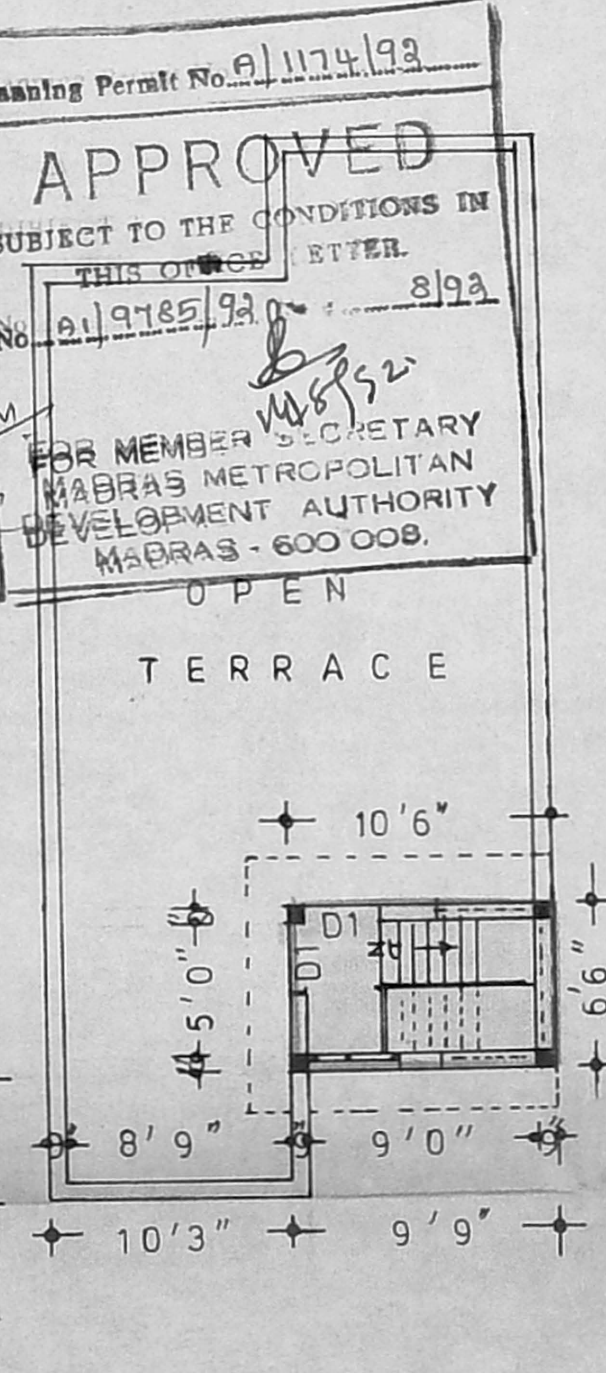 Planning Permit No. A/1174/92
APPROVED
SUBJECT TO THE CONDITIONS IN
THIS OFFICE LETTER.
No A1/9785/92 8/92
FOR MEMBER SECRETARY
MADRAS METROPOLITAN
DEVELOPMENT AUTHORITY
MADRAS - 600 008.
OPEN
TERRACE
10'6"
D1
D1
5'0"
6'6"
9" 8'9" 9" 9'0" 9"
10'3" 9'9"